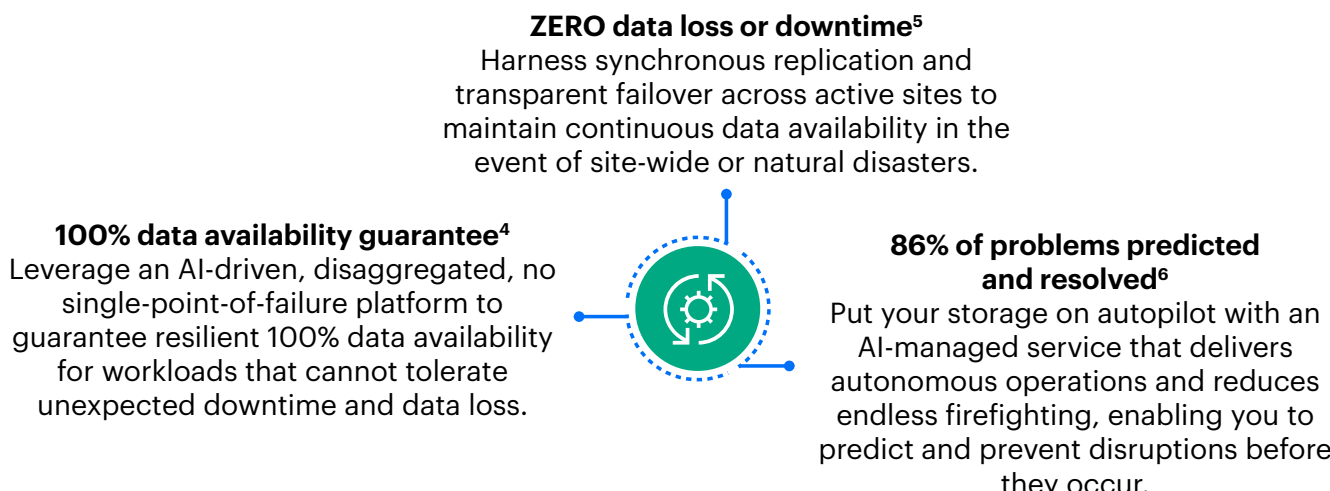 ZERO data loss or downtime⁵
Harness synchronous replication and
transparent failover across active sites to
maintain continuous data availability in the
event of site-wide or natural disasters.
100% data availability guarantee⁴
Leverage an AI-driven, disaggregated, no
single-point-of-failure platform to
guarantee resilient 100% data availability
for workloads that cannot tolerate
unexpected downtime and data loss.
86% of problems predicted
and resolved⁶
Put your storage on autopilot with an
AI-managed service that delivers
autonomous operations and reduces
endless firefighting, enabling you to
predict and prevent disruptions before
they occur.